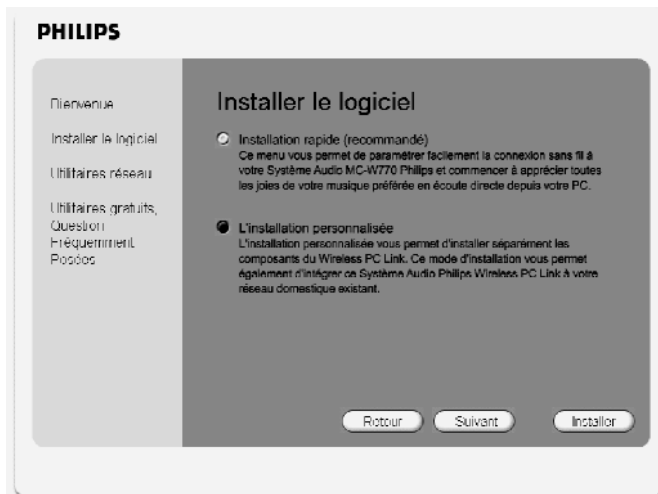 PHILIPS
Bienvenue
Installer le logiciel
Utilitaires réseau
Utilitaires gratuits,
Question
Fréquemment
Posées
Installer le logiciel
Installation rapide (recommandé)
Ce menu vous permet de paramétrer facilement la connexion sans fil à
votre Système Audio MC-W770 Philips et commencer à apprécier toutes
les joies de votre musique préférée en écoute directe depuis votre PC.
L'installation personnalisée
L'installation personnalisée vous permet d'installer séparément les
composants du Wireless PC Link. Ce mode d'installation vous permet
également d'intégrer ce Système Audio Philips Wireless PC Link à votre
réseau domestique existant.
Retour
Suivant
Installer